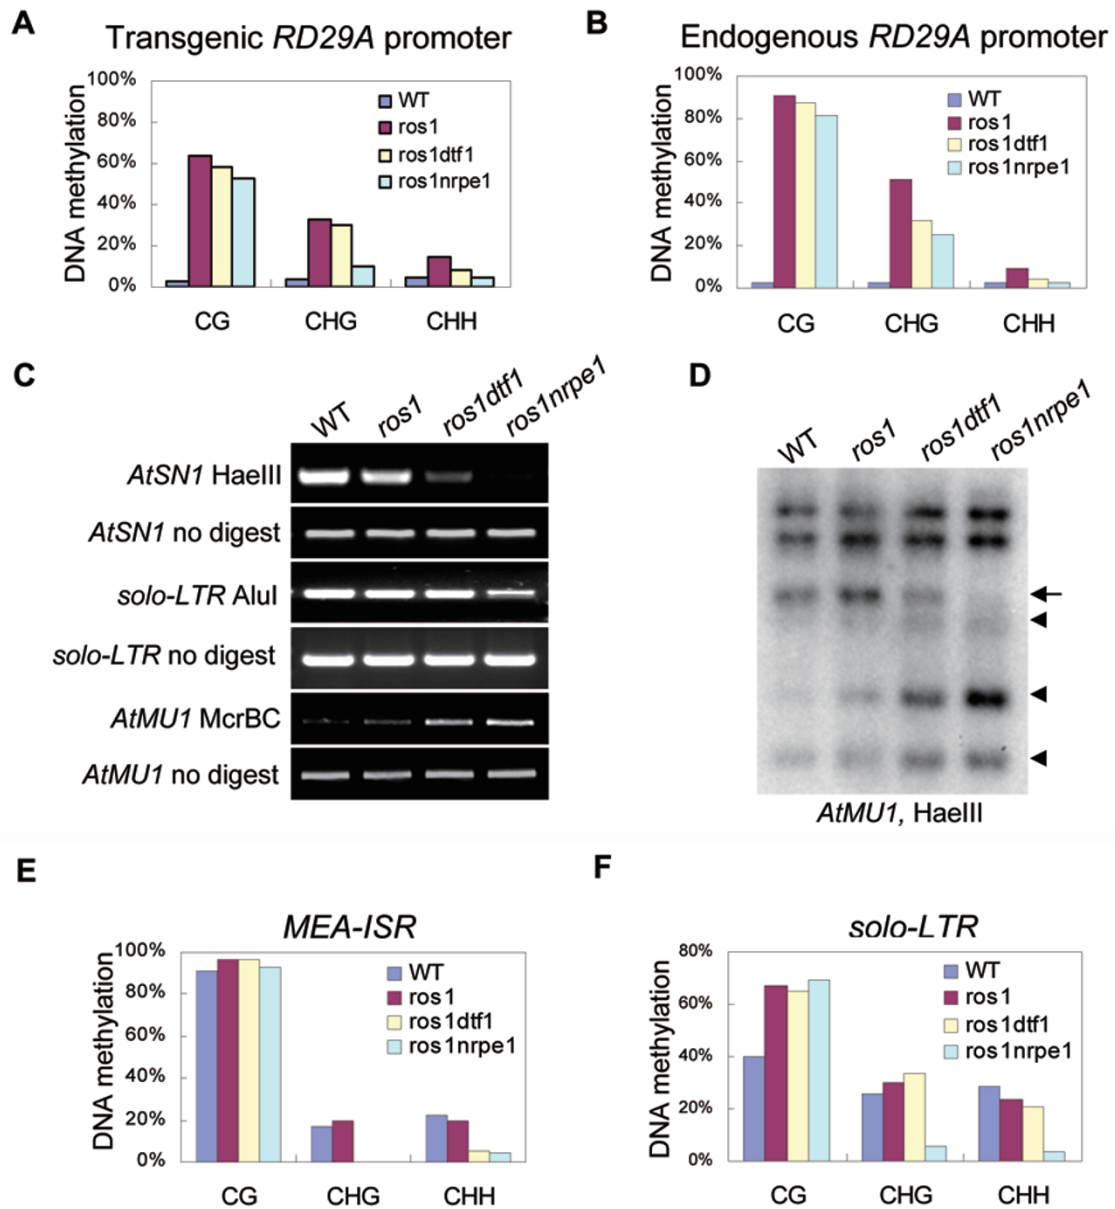 A
Transgenic RD29A promoter
DNA methylation
100%
80%
60%
40%
20%
0%
WT
ros1
ros1dtf1
ros1nrpe1
CG
CHG
CHH
B
Endogenous RD29A promoter
DNA methylation
100%
80%
60%
40%
20%
0%
WT
ros1
ros1dtf1
ros1nrpe1
CG
CHG
CHH
C
WT
ros1
ros1dtf1
ros1nrpe1
AtSN1 HaeIII
AtSN1 no digest
solo-LTR AluI
solo-LTR no digest
AtMU1 McrBC
AtMU1 no digest
D
WT
ros1
ros1dtf1
ros1nrpe1
AtMU1, HaeIII
E
MEA-ISR
DNA methylation
100%
80%
60%
40%
20%
0%
WT
ros1
ros1dtf1
ros1nrpe1
CG
CHG
CHH
F
solo-LTR
DNA methylation
80%
60%
40%
20%
0%
WT
ros1
ros1dtf1
ros1nrpe1
CG
CHG
CHH